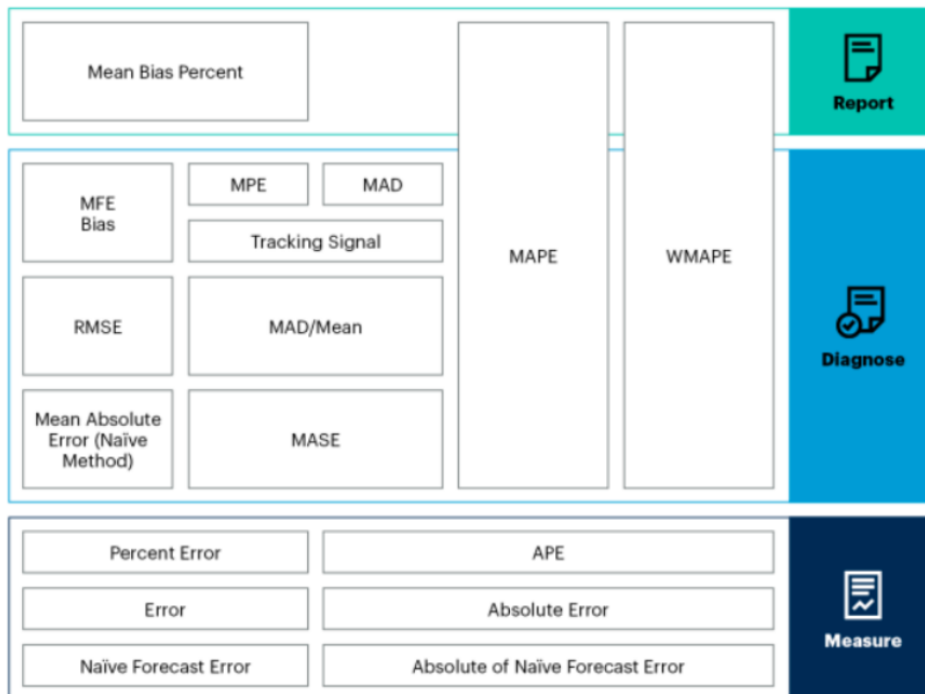 Mean Bias Percent
Report
MFE
Bias
MPE
MAD
Tracking Signal
MAPE
WMAPE
RMSE
MAD/Mean
Diagnose
Mean Absolute
Error (Naïve
Method)
MASE
Percent Error
APE
Error
Absolute Error
Measure
Naïve Forecast Error
Absolute of Naïve Forecast Error